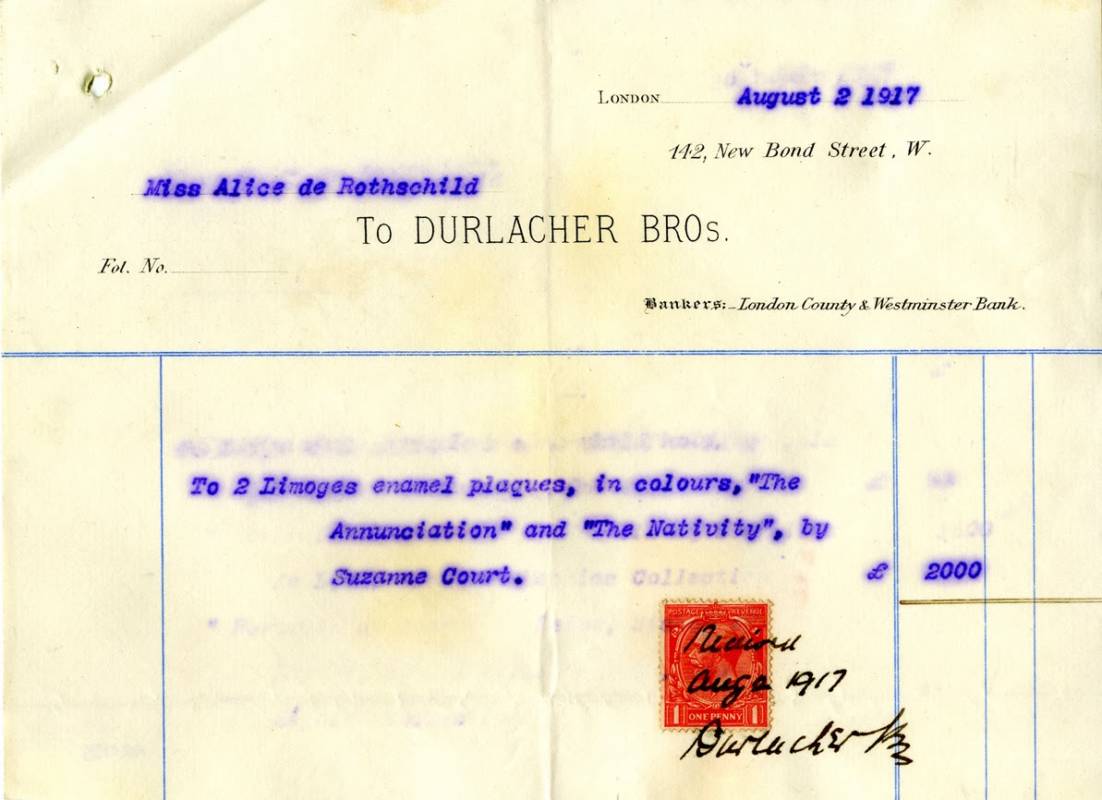 London August 2 1917
142, New Bond Street, W.
Miss Alice de Rothschild
To DURLACHER BROs.
Fol. No.
Bankers:—London County & Westminster Bank.
To 2 Limoges enamel plaques, in colours, "The
Annunciation" and "The Nativity", by
Suzanne Court. £ 2000
POSTAGE REVENUE
Received
Aug 2 1917
1 ONE PENNY 1
Durlacher Bros